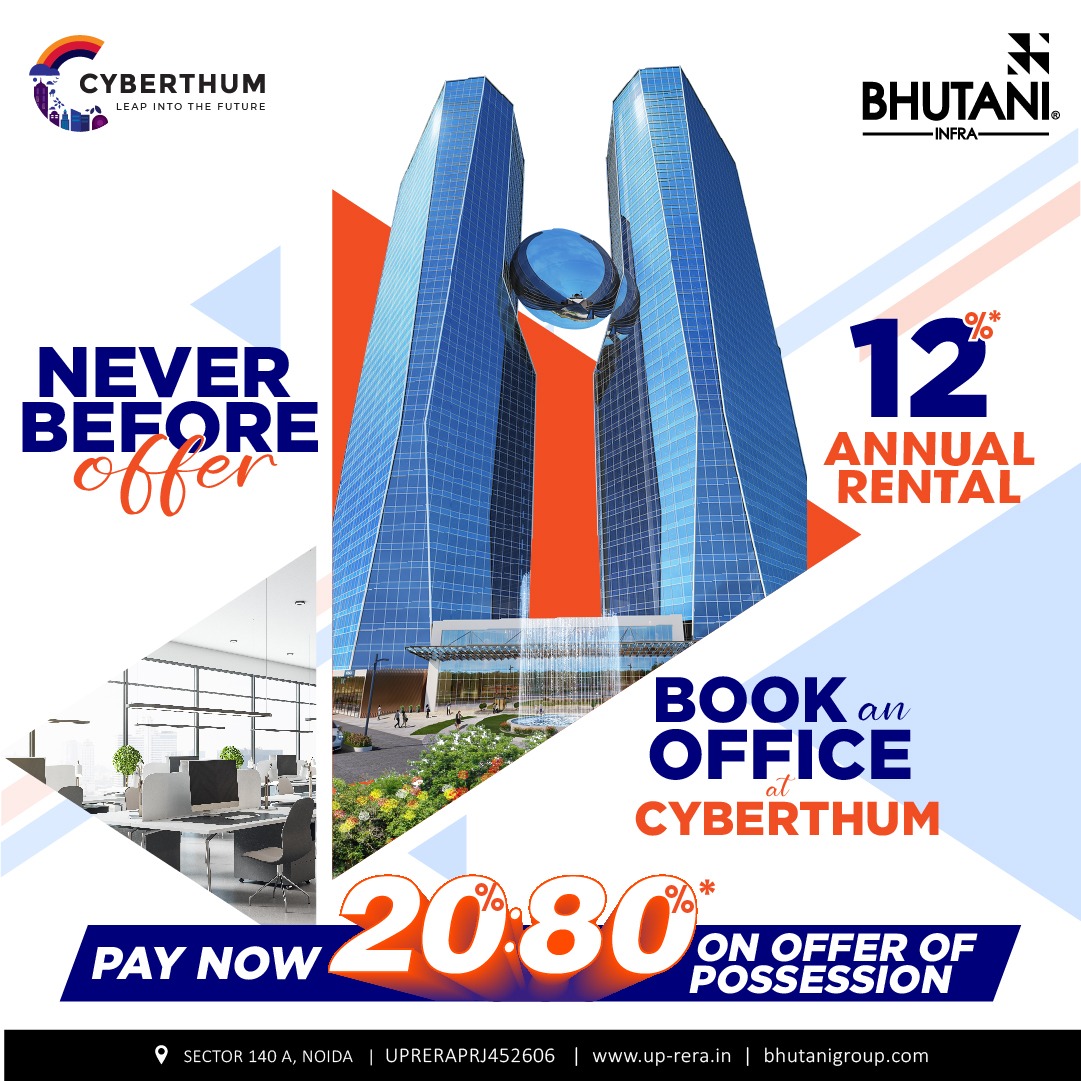 CYBERTHUM
LEAP INTO THE FUTURE
BHUTANI®
INFRA
NEVER
BEFORE
offer
12%*
ANNUAL
RENTAL
BOOK an
OFFICE
at
CYBERTHUM
PAY NOW 20%:80%* ON OFFER OF
POSSESSION
SECTOR 140 A, NOIDA | UPRERAPRJ452606 | www.up-rera.in | bhutanigroup.com